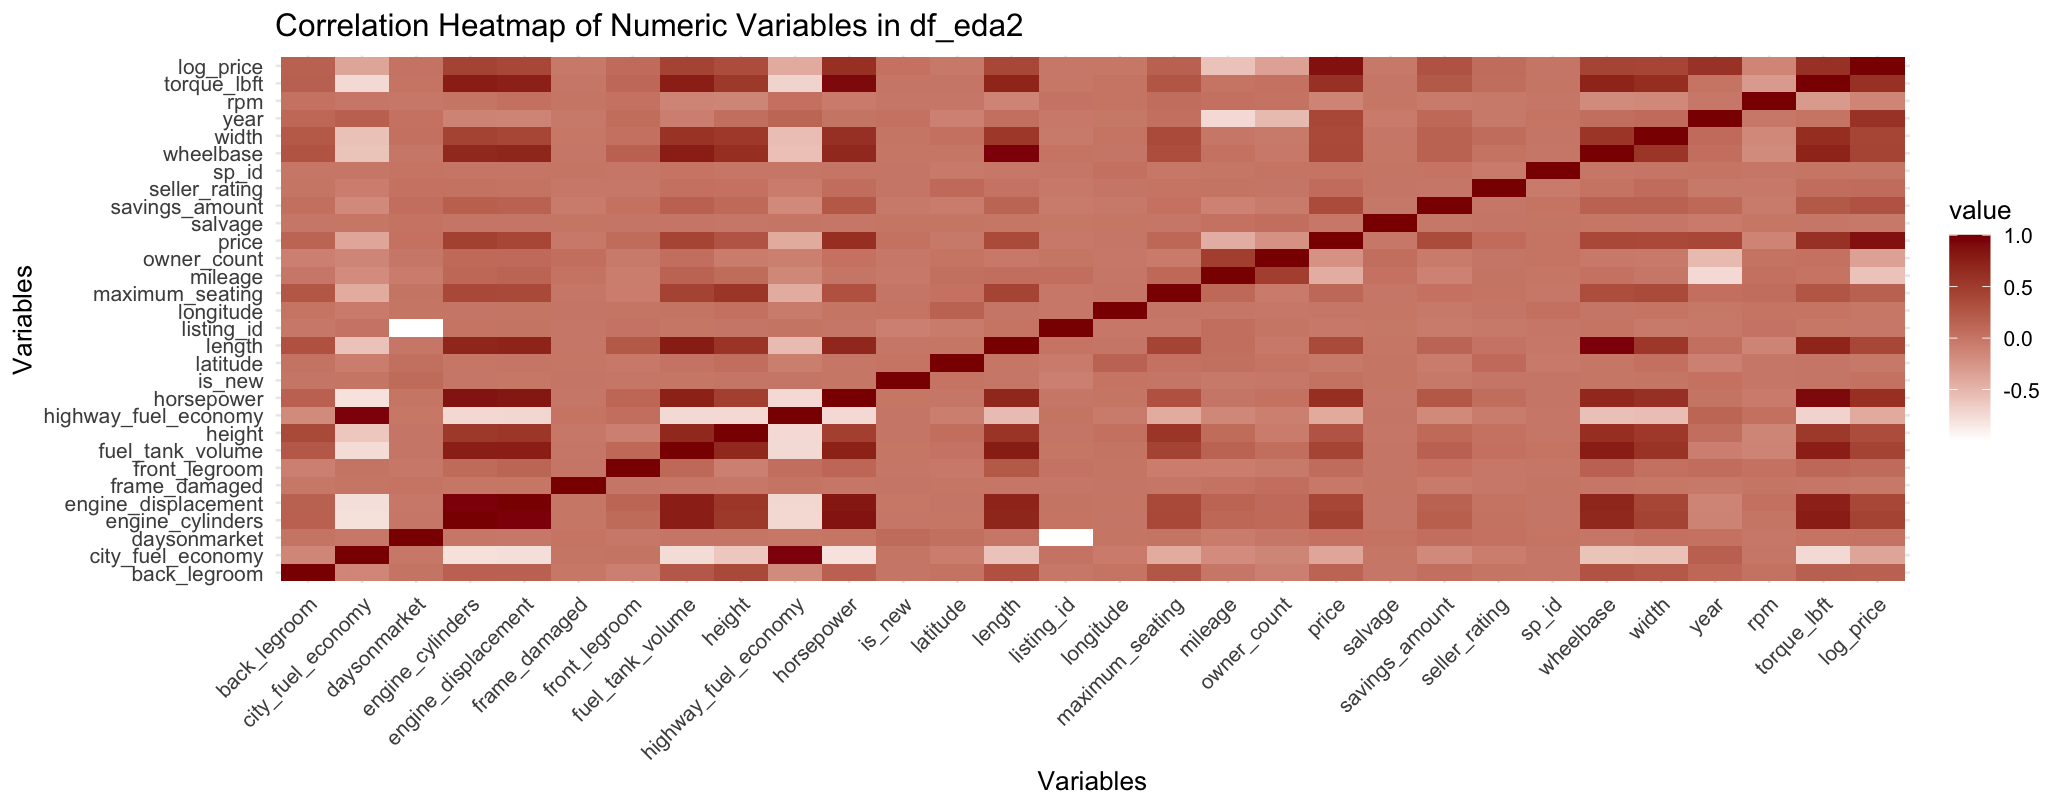 Correlation Heatmap of Numeric Variables in df_eda2
Variables
log_price
torque_lbft
rpm
year
width
wheelbase
sp_id
seller_rating
savings_amount
salvage
price
owner_count
mileage
maximum_seating
longitude
listing_id
length
latitude
is_new
horsepower
highway_fuel_economy
height
fuel_tank_volume
front_legroom
frame_damaged
engine_displacement
engine_cylinders
daysonmarket
city_fuel_economy
back_legroom
back_legroom
city_fuel_economy
daysonmarket
engine_cylinders
engine_displacement
frame_damaged
front_legroom
fuel_tank_volume
height
highway_fuel_economy
horsepower
is_new
latitude
length
listing_id
longitude
maximum_seating
mileage
owner_count
price
salvage
savings_amount
seller_rating
sp_id
wheelbase
width
year
rpm
torque_lbft
log_price
Variables
value
1.0
0.5
0.0
-0.5